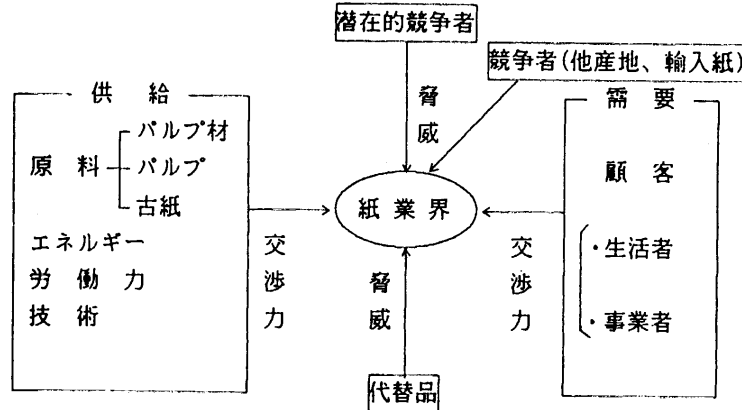 潜在的競争者
競争者(他産地、輸入紙)
脅威
供給
原料
パルプ材
パルプ
古紙
エネルギー
労働力
技術
交渉力
紙業界
脅威
代替品
交渉力
需要
顧客
・生活者
・事業者